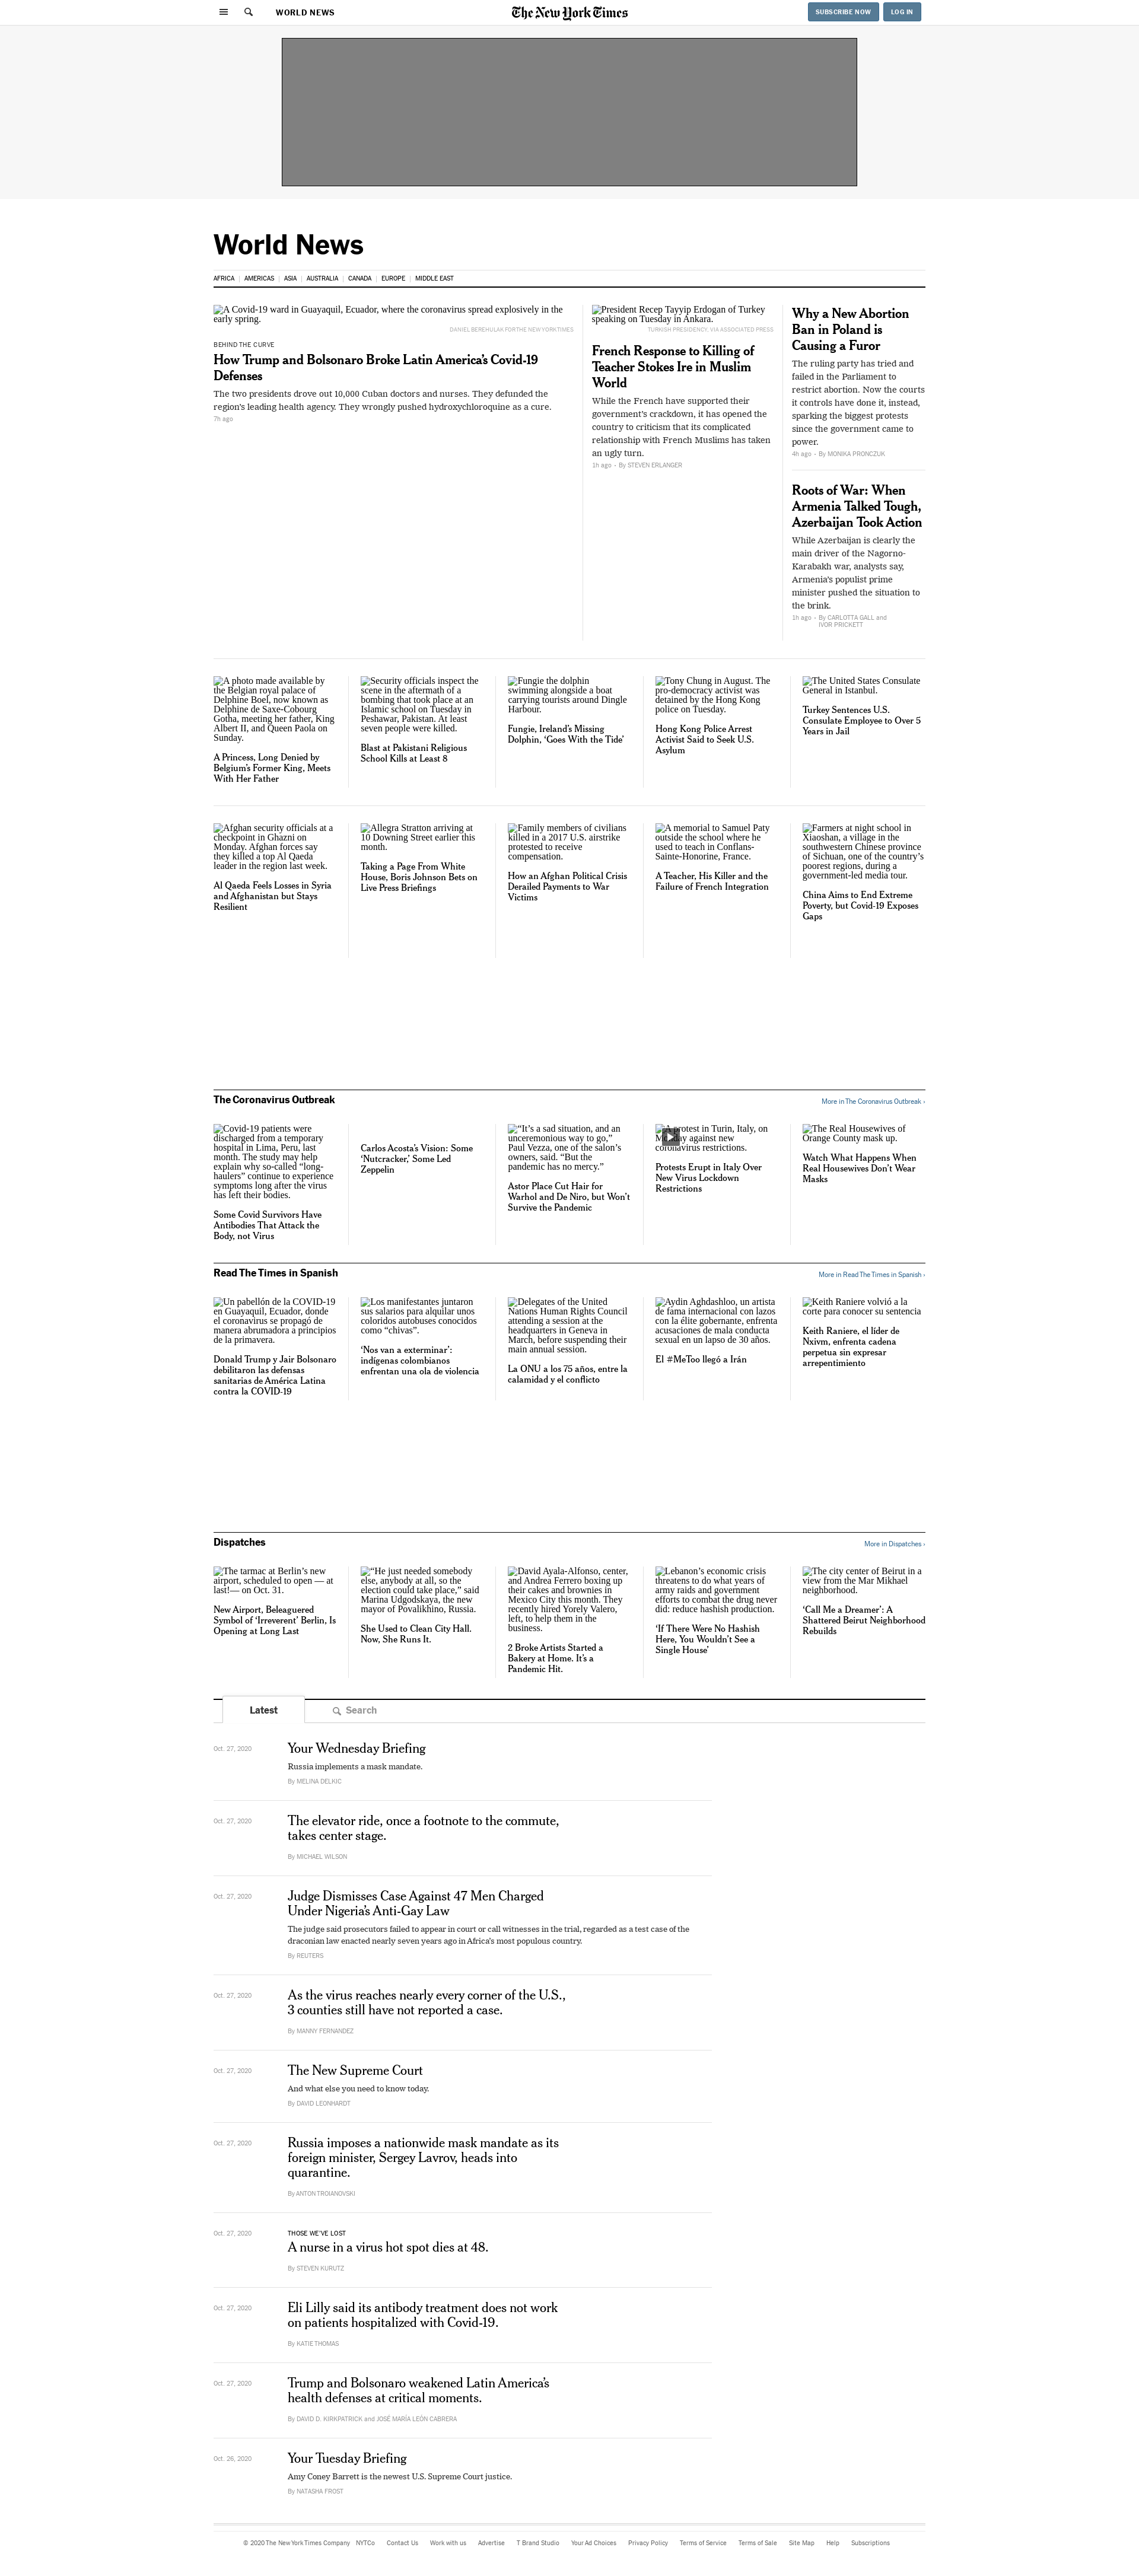 WORLD NEWS
The New York Times
SUBSCRIBE NOW
LOG IN
World News
AFRICA
AMERICAS
ASIA
AUSTRALIA
CANADA
EUROPE
MIDDLE EAST
A Covid-19 ward in Guayaquil, Ecuador, where the coronavirus spread explosively in the
early spring.
DANIEL BEREHULAK FOR THE NEW YORK TIMES
BEHIND THE CURVE
How Trump and Bolsonaro Broke Latin America’s Covid-19
Defenses
The two presidents drove out 10,000 Cuban doctors and nurses. They defunded the
region’s leading health agency. They wrongly pushed hydroxychloroquine as a cure.
7h ago
President Recep Tayyip Erdogan of Turkey
speaking on Tuesday in Ankara.
TURKISH PRESIDENCY, VIA ASSOCIATED PRESS
French Response to Killing of
Teacher Stokes Ire in Muslim
World
While the French have supported their
government’s crackdown, it has opened the
country to criticism that its complicated
relationship with French Muslims has taken
an ugly turn.
1h ago • By STEVEN ERLANGER
Why a New Abortion
Ban in Poland is
Causing a Furor
The ruling party has tried and
failed in the Parliament to
restrict abortion. Now the courts
it controls have done it, instead,
sparking the biggest protests
since the government came to
power.
4h ago • By MONIKA PRONCZUK
Roots of War: When
Armenia Talked Tough,
Azerbaijan Took Action
While Azerbaijan is clearly the
main driver of the Nagorno-
Karabakh war, analysts say,
Armenia’s populist prime
minister pushed the situation to
the brink.
1h ago • By CARLOTTA GALL and
IVOR PRICKETT
A photo made available by
the Belgian royal palace of
Delphine Boel, now known as
Delphine de Saxe-Cobourg
Gotha, meeting her father, King
Albert II, and Queen Paola on
Sunday.
A Princess, Long Denied by
Belgium’s Former King, Meets
With Her Father
Security officials inspect the
scene in the aftermath of a
bombing that took place at an
Islamic school on Tuesday in
Peshawar, Pakistan. At least
seven people were killed.
Blast at Pakistani Religious
School Kills at Least 8
Fungie the dolphin
swimming alongside a boat
carrying tourists around Dingle
Harbour.
Fungie, Ireland’s Missing
Dolphin, ‘Goes With the Tide’
Tony Chung in August. The
pro-democracy activist was
detained by the Hong Kong
police on Tuesday.
Hong Kong Police Arrest
Activist Said to Seek U.S.
Asylum
The United States Consulate
General in Istanbul.
Turkey Sentences U.S.
Consulate Employee to Over 5
Years in Jail
Afghan security officials at a
checkpoint in Ghazni on
Monday. Afghan forces say
they killed a top Al Qaeda
leader in the region last week.
Al Qaeda Feels Losses in Syria
and Afghanistan but Stays
Resilient
Allegra Stratton arriving at
10 Downing Street earlier this
month.
Taking a Page From White
House, Boris Johnson Bets on
Live Press Briefings
Family members of civilians
killed in a 2017 U.S. airstrike
protested to receive
compensation.
How an Afghan Political Crisis
Derailed Payments to War
Victims
A memorial to Samuel Paty
outside the school where he
used to teach in Conflans-
Sainte-Honorine, France.
A Teacher, His Killer and the
Failure of French Integration
Farmers at night school in
Xiaoshan, a village in the
southwestern Chinese province
of Sichuan, one of the country’s
poorest regions, during a
government-led media tour.
China Aims to End Extreme
Poverty, but Covid-19 Exposes
Gaps
The Coronavirus Outbreak
More in The Coronavirus Outbreak ›
Covid-19 patients were
discharged from a temporary
hospital in Lima, Peru, last
month. The study may help
explain why so-called “long-
haulers” continue to experience
symptoms long after the virus
has left their bodies.
Some Covid Survivors Have
Antibodies That Attack the
Body, not Virus
Carlos Acosta’s Vision: Some
‘Nutcracker,’ Some Led
Zeppelin
“It’s a sad situation, and an
unceremonious way to go,”
Paul Vezza, one of the salon’s
owners, said. “But the
pandemic has no mercy.”
Astor Place Cut Hair for
Warhol and De Niro, but Won’t
Survive the Pandemic
protest in Turin, Italy, on
against new
coronavirus restrictions.
Protests Erupt in Italy Over
New Virus Lockdown
Restrictions
The Real Housewives of
Orange County mask up.
Watch What Happens When
Real Housewives Don’t Wear
Masks
Read The Times in Spanish
More in Read The Times in Spanish ›
Un pabellón de la COVID-19
en Guayaquil, Ecuador, donde
el coronavirus se propagó de
manera abrumadora a principios
de la primavera.
Donald Trump y Jair Bolsonaro
debilitaron las defensas
sanitarias de América Latina
contra la COVID-19
Los manifestantes juntaron
sus salarios para alquilar unos
coloridos autobuses conocidos
como “chivas”.
‘Nos van a exterminar’:
indígenas colombianos
enfrentan una ola de violencia
Delegates of the United
Nations Human Rights Council
attending a session at the
headquarters in Geneva in
March, before suspending their
main annual session.
La ONU a los 75 años, entre la
calamidad y el conflicto
Aydin Aghdashloo, un artista
de fama internacional con lazos
con la élite gobernante, enfrenta
acusaciones de mala conducta
sexual en un lapso de 30 años.
El #MeToo llegó a Irán
Keith Raniere volvió a la
corte para conocer su sentencia
Keith Raniere, el líder de
Nxivm, enfrenta cadena
perpetua sin expresar
arrepentimiento
Dispatches
More in Dispatches ›
The tarmac at Berlin’s new
airport, scheduled to open — at
last!— on Oct. 31.
New Airport, Beleaguered
Symbol of ‘Irreverent’ Berlin, Is
Opening at Long Last
“He just needed somebody
else, anybody at all, so the
election could take place,” said
Marina Udgodskaya, the new
mayor of Povalikhino, Russia.
She Used to Clean City Hall.
Now, She Runs It.
David Ayala-Alfonso, center,
and Andrea Ferrero boxing up
their cakes and brownies in
Mexico City this month. They
recently hired Yorely Valero,
left, to help them in the
business.
2 Broke Artists Started a
Bakery at Home. It’s a
Pandemic Hit.
Lebanon’s economic crisis
threatens to do what years of
army raids and government
efforts to combat the drug never
did: reduce hashish production.
‘If There Were No Hashish
Here, You Wouldn’t See a
Single House’
The city center of Beirut in a
view from the Mar Mikhael
neighborhood.
‘Call Me a Dreamer’: A
Shattered Beirut Neighborhood
Rebuilds
Latest
Search
Oct. 27, 2020
Your Wednesday Briefing
Russia implements a mask mandate.
By MELINA DELKIC
Oct. 27, 2020
The elevator ride, once a footnote to the commute,
takes center stage.
By MICHAEL WILSON
Oct. 27, 2020
Judge Dismisses Case Against 47 Men Charged
Under Nigeria’s Anti-Gay Law
The judge said prosecutors failed to appear in court or call witnesses in the trial, regarded as a test case of the
draconian law enacted nearly seven years ago in Africa’s most populous country.
By REUTERS
Oct. 27, 2020
As the virus reaches nearly every corner of the U.S.,
3 counties still have not reported a case.
By MANNY FERNANDEZ
Oct. 27, 2020
The New Supreme Court
And what else you need to know today.
By DAVID LEONHARDT
Oct. 27, 2020
Russia imposes a nationwide mask mandate as its
foreign minister, Sergey Lavrov, heads into
quarantine.
By ANTON TROIANOVSKI
Oct. 27, 2020
THOSE WE’VE LOST
A nurse in a virus hot spot dies at 48.
By STEVEN KURUTZ
Oct. 27, 2020
Eli Lilly said its antibody treatment does not work
on patients hospitalized with Covid-19.
By KATIE THOMAS
Oct. 27, 2020
Trump and Bolsonaro weakened Latin America’s
health defenses at critical moments.
By DAVID D. KIRKPATRICK and JOSÉ MARÍA LEÓN CABRERA
Oct. 26, 2020
Your Tuesday Briefing
Amy Coney Barrett is the newest U.S. Supreme Court justice.
By NATASHA FROST
© 2020 The New York Times Company
NYTCo
Contact Us
Work with us
Advertise
T Brand Studio
Your Ad Choices
Privacy Policy
Terms of Service
Terms of Sale
Site Map
Help
Subscriptions